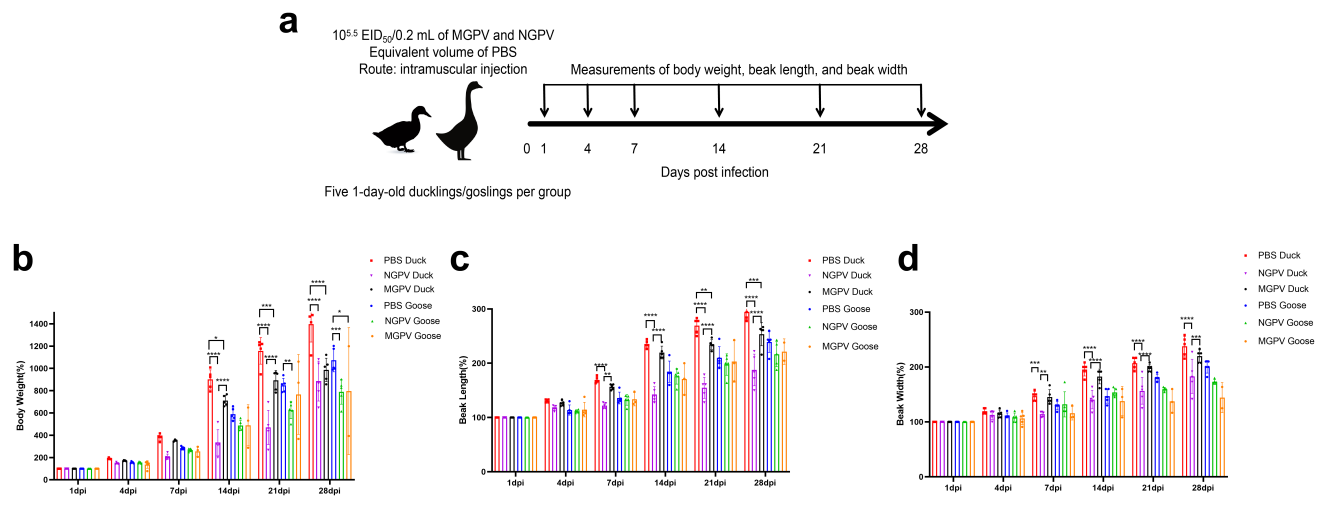 a
10^5.5 EID50/0.2 mL of MGPV and NGPV
Equivalent volume of PBS
Route: intramuscular injection
Measurements of body weight, beak length, and beak width
0 1 4 7 14 21 28
Days post infection
Five 1-day-old ducklings/goslings per group
b
PBS Duck
NGPV Duck
MGPV Duck
PBS Goose
NGPV Goose
MGPV Goose
Body Weight(%)
1400
1200
1000
800
600
400
200
0
* **** ****
*** **** **** **
**** **** * ***
1dpi 4dpi 7dpi 14dpi 21dpi 28dpi
c
PBS Duck
NGPV Duck
MGPV Duck
PBS Goose
NGPV Goose
MGPV Goose
Beak Length(%)
300
200
100
0
**** **
**** ****
** **** ****
*** **** ****
1dpi 4dpi 7dpi 14dpi 21dpi 28dpi
d
PBS Duck
NGPV Duck
MGPV Duck
PBS Goose
NGPV Goose
MGPV Goose
Beak Width(%)
300
200
100
0
*** **
**** ****
**** ****
**** ***
1dpi 4dpi 7dpi 14dpi 21dpi 28dpi